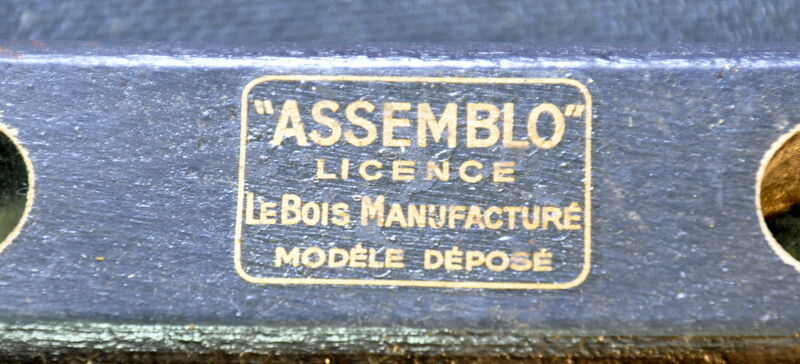 "ASSEMBLO"
LICENCE
LE BOIS MANUFACTURÉ
MODÈLE DÉPOSÉ